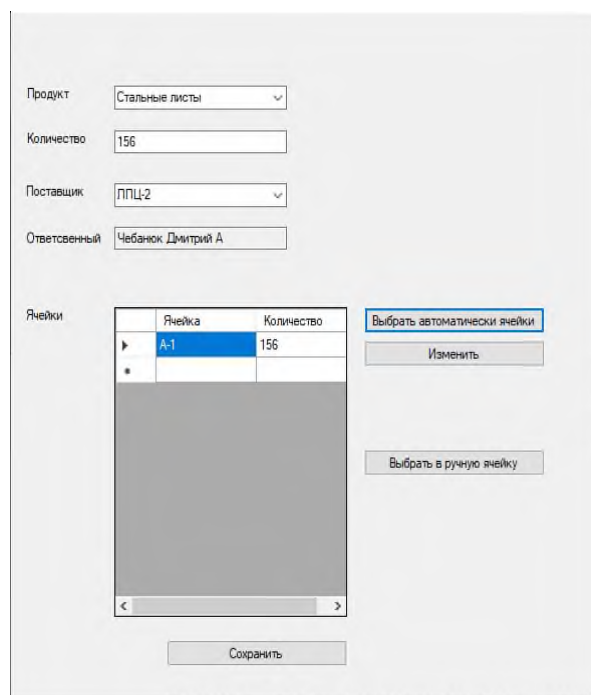 Продукт Стальные листы
Количество 156
Поставщик ЛПЦ-2
Ответсвенный Чебанюк Дмитрий А
Ячейки
Ячейка Количество
А-1 156
Выбрать автоматически ячейки
Изменить
Выбрать в ручную ячейку
Сохранить